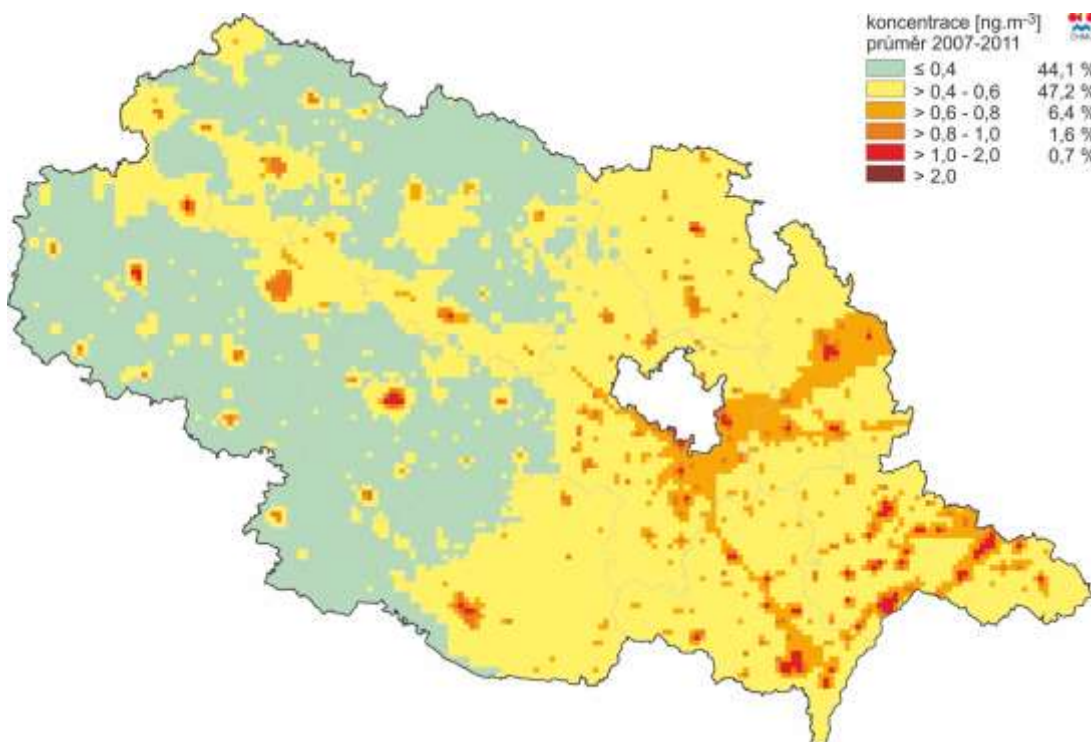 koncentrace [ng.m⁻³]
průměr 2007-2011
≤ 0,4 44,1 %
> 0,4 - 0,6 47,2 %
> 0,6 - 0,8 6,4 %
> 0,8 - 1,0 1,6 %
> 1,0 - 2,0 0,7 %
> 2,0